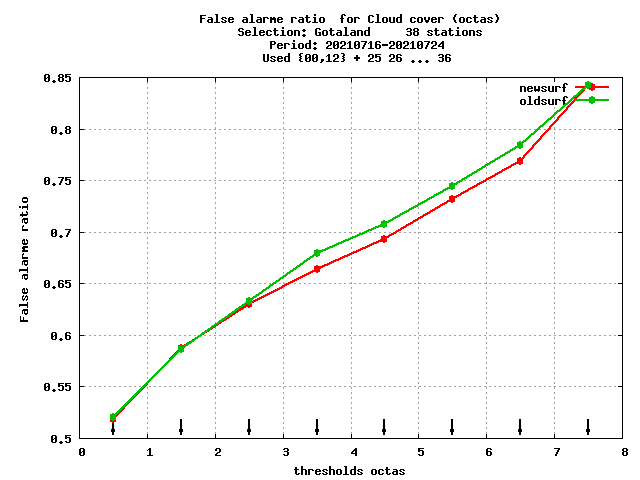 False alarme ratio  for Cloud cover (octas)
Selection: Gotaland     38 stations
Period: 20210716-20210724
Used {00,12} + 25 26 ... 36
newsurf
oldsurf
0.85
0.8
0.75
0.7
0.65
0.6
0.55
0.5
False alarme ratio
0 1 2 3 4 5 6 7 8
thresholds octas